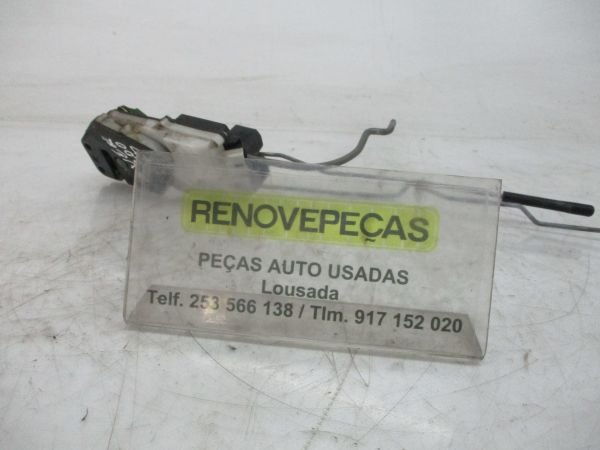 RENOVEPEÇAS
PEÇAS AUTO USADAS
Lousada
Telf. 253 566 138 / Tlm. 917 152 020